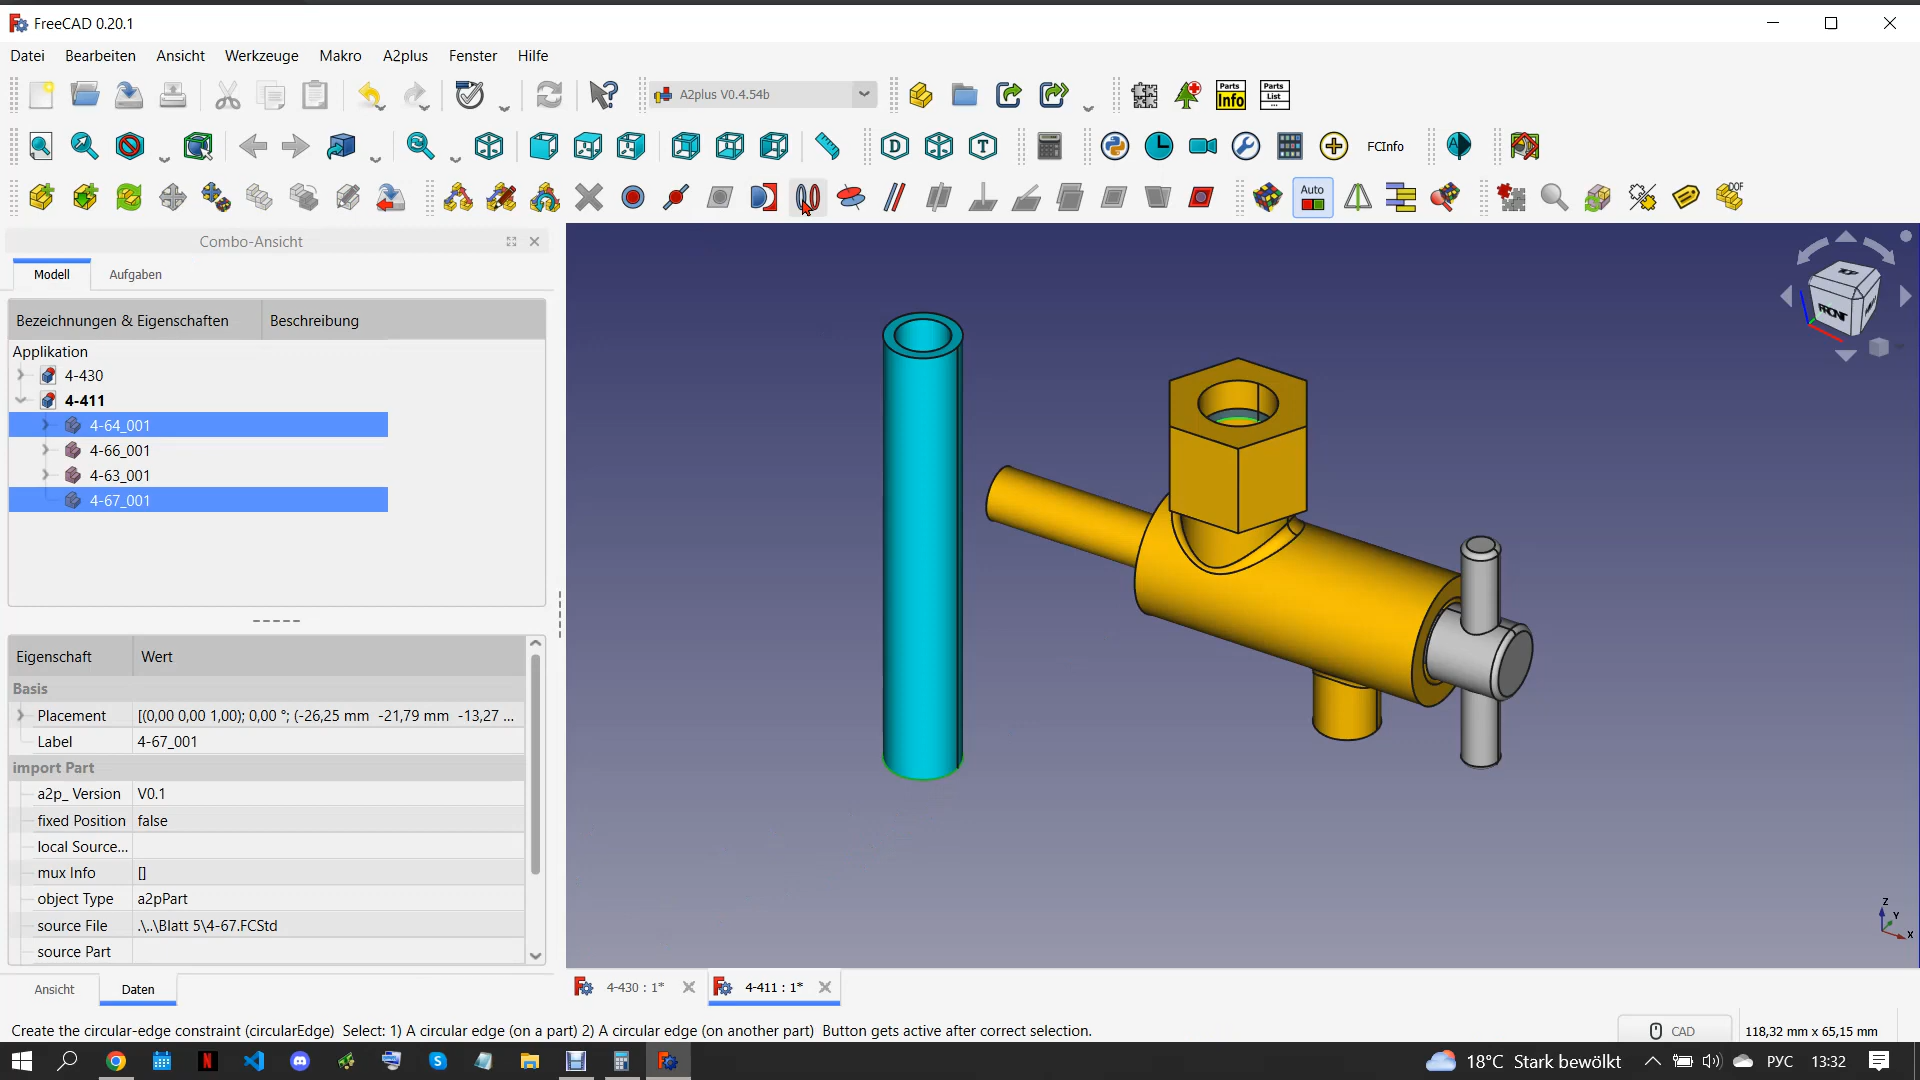 FreeCAD 0.20.1
Datei Bearbeiten Ansicht Werkzeuge Makro A2plus Fenster Hilfe
A2plus V0.4.54b
Parts Info
Parts List
D
T
FCInfo
Auto
DOF
Combo-Ansicht
Modell Aufgaben
Bezeichnungen & Eigenschaften Beschreibung
Applikation
4-430
4-411
4-64_001
4-66_001
4-63_001
4-67_001
TOP
FRONT
Eigenschaft Wert
Basis
Placement [(0,00 0,00 1,00); 0,00 °; (-26,25 mm -21,79 mm -13,27 ...
Label 4-67_001
import Part
a2p_ Version V0.1
fixed Position false
local Source...
mux Info []
object Type a2pPart
source File .\..\Blatt 5\4-67.FCStd
source Part
Z
Y
X
Ansicht Daten
4-430 : 1* 4-411 : 1*
Create the circular-edge constraint (circularEdge) Select: 1) A circular edge (on a part) 2) A circular edge (on another part) Button gets active after correct selection.
CAD 118,32 mm x 65,15 mm
18°C Stark bewölkt РУС 13:32